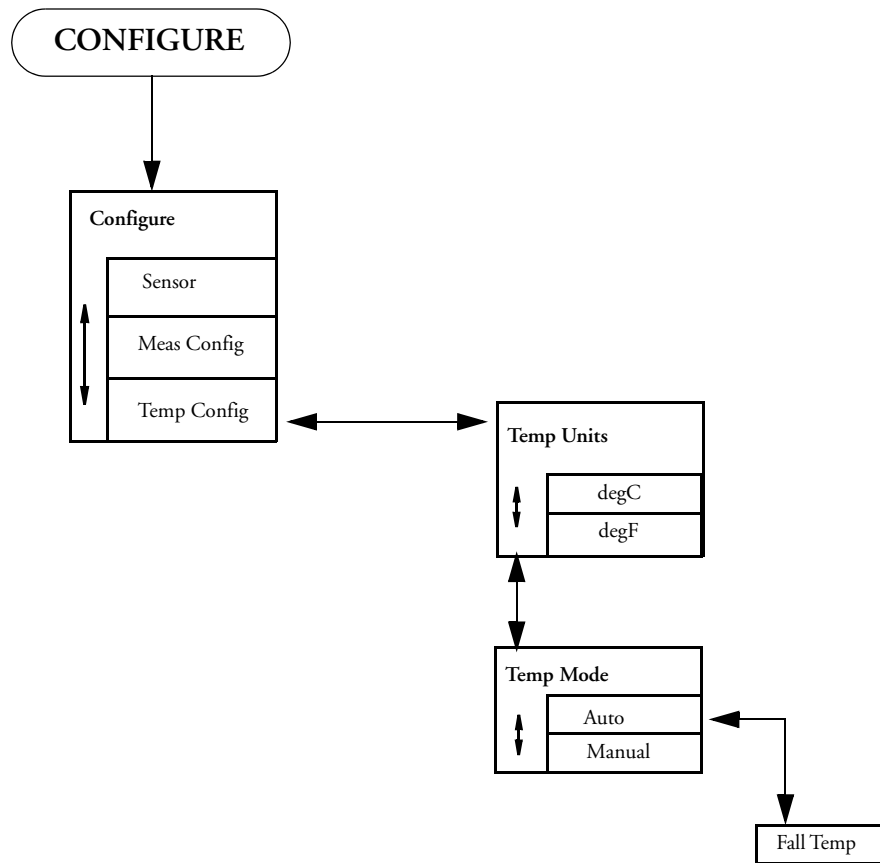 CONFIGURE
Configure
Sensor
Meas Config
Temp Config
Temp Units
degC
degF
Temp Mode
Auto
Manual
Fall Temp